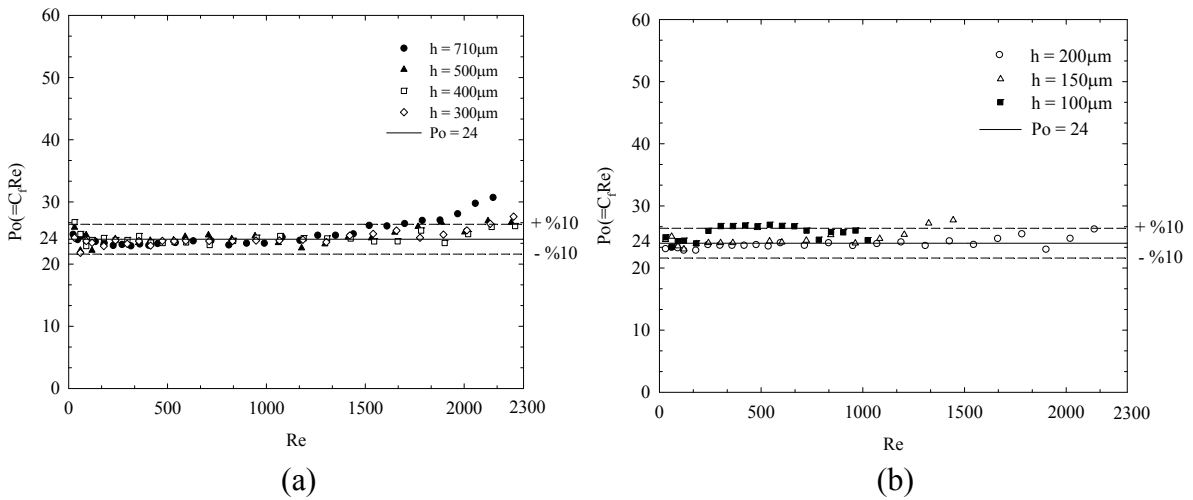 60
50
40
30
24
20
10
0
Po(=C_fRe)
h = 710μm
h = 500μm
h = 400μm
h = 300μm
Po = 24
+ %10
- %10
0 500 1000 1500 2000 2300
Re
(a)
60
50
40
30
24
20
10
0
Po(=C_fRe)
h = 200μm
h = 150μm
h = 100μm
Po = 24
+ %10
- %10
0 500 1000 1500 2000 2300
Re
(b)